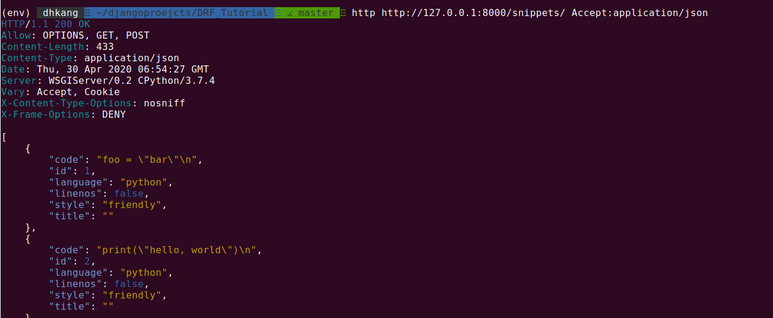 (env) dhkang ~/djangoproejcts/DRF Tutorial master http http://127.0.0.1:8000/snippets/ Accept:application/json
HTTP/1.1 200 OK
Allow: OPTIONS, GET, POST
Content-Length: 433
Content-Type: application/json
Date: Thu, 30 Apr 2020 06:54:27 GMT
Server: WSGIServer/0.2 CPython/3.7.4
Vary: Accept, Cookie
X-Content-Type-Options: nosniff
X-Frame-Options: DENY
[
{
"code": "foo = \"bar\"\n",
"id": 1,
"language": "python",
"linenos": false,
"style": "friendly",
"title": ""
},
{
"code": "print(\"hello, world\")\n",
"id": 2,
"language": "python",
"linenos": false,
"style": "friendly",
"title": ""
}